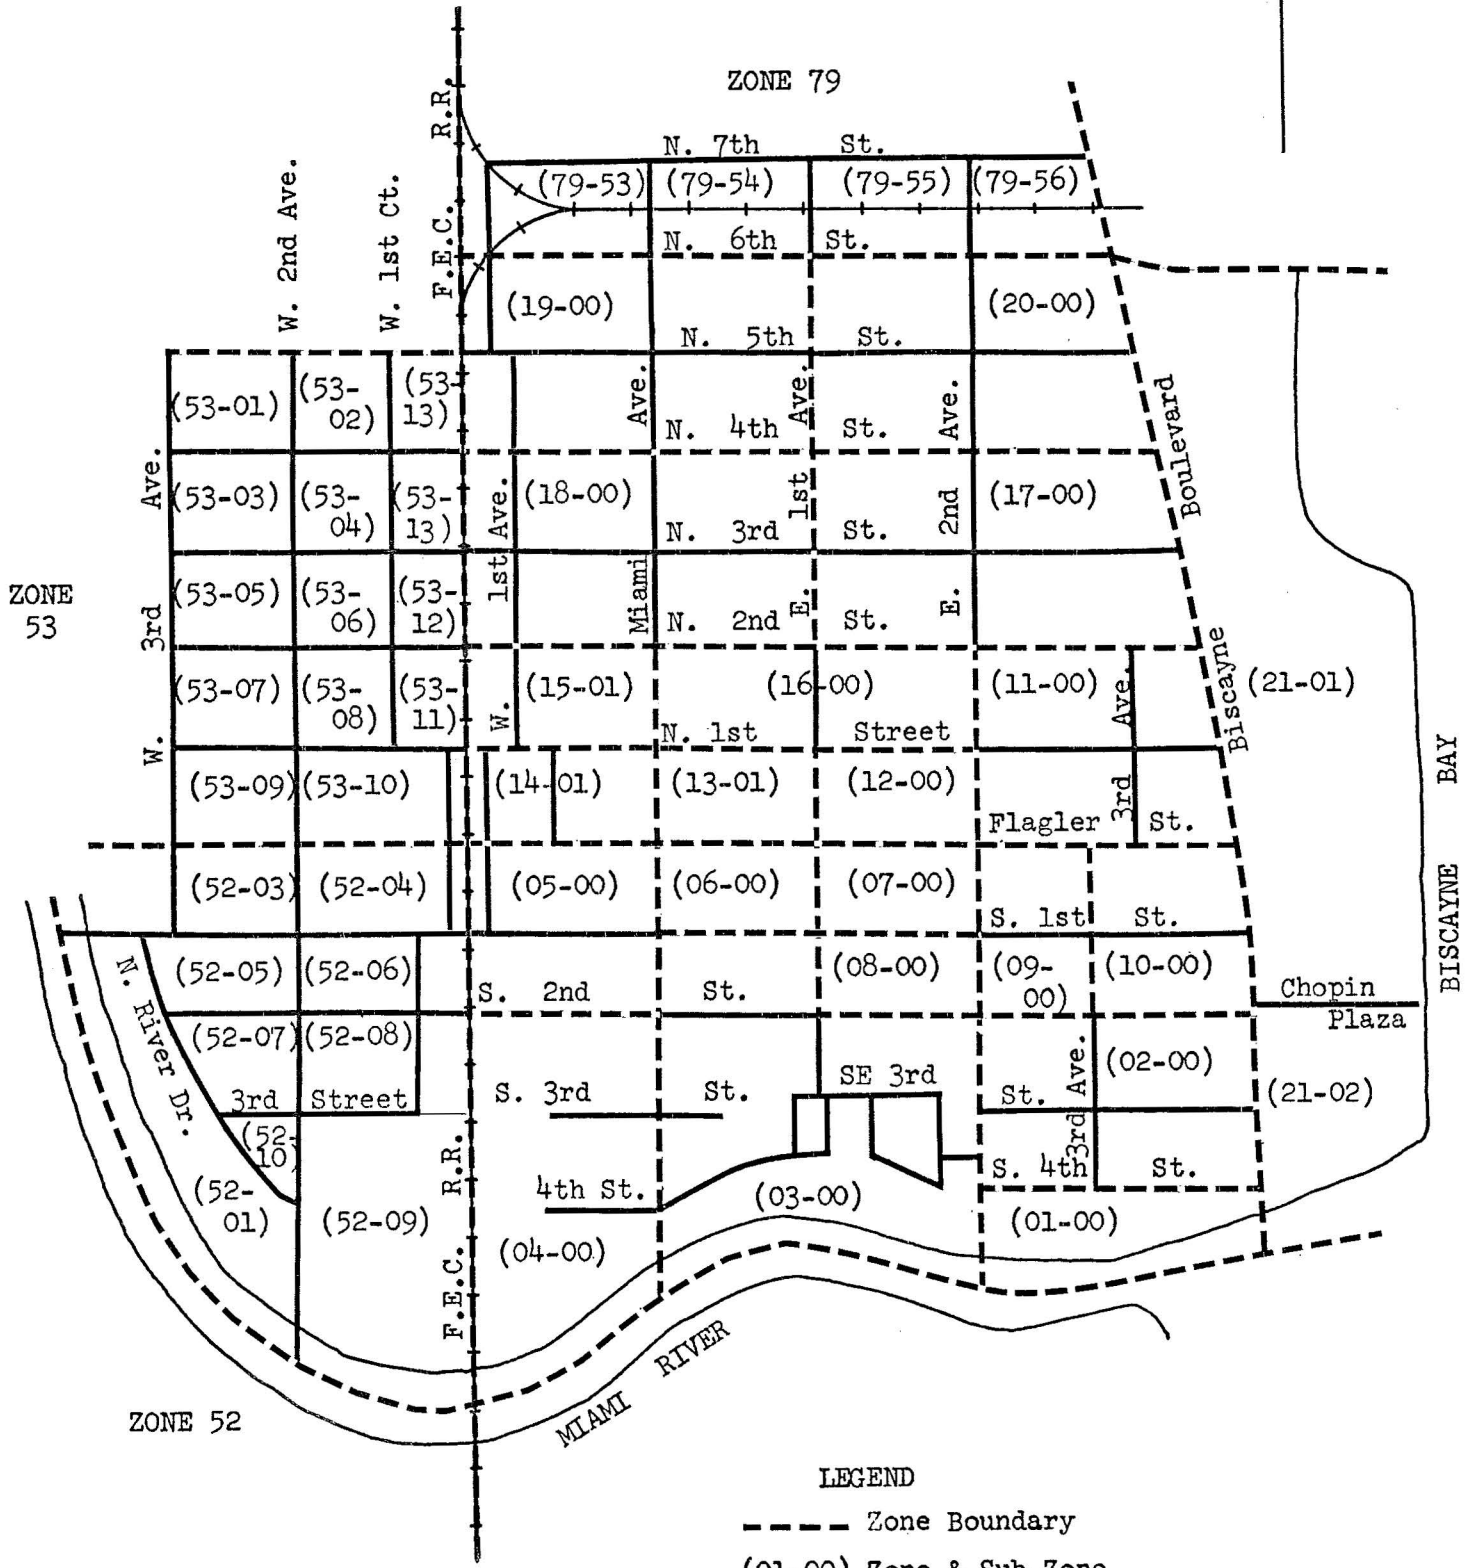 ZONE 79
N. 7th St.
(79-53) (79-54) (79-55) (79-56)
N. 6th St.
F.E.C. R.R.
W. 2nd Ave.
W. 1st Ct.
(19-00) (20-00)
N. 5th St.
(53-01) (53-02) (53-13)
Ave. Ave. Ave.
N. 4th St.
Boulevard
W. 3rd Ave.
(53-03) (53-04) (53-13)
(18-00) (17-00)
1st Ave. 1st 2nd
N. 3rd St.
ZONE
53
(53-05) (53-06) (53-12)
Miami E. E.
N. 2nd St.
(53-07) (53-08) (53-11)
W. (15-01) (16-00) (11-00) Ave. Biscayne (21-01)
N. 1st Street
(53-09) (53-10) (14-01) (13-01) (12-00)
3rd
Flagler St.
BISCAYNE BAY
(52-03) (52-04) (05-00) (06-00) (07-00)
S. 1st St.
N. River Dr.
(52-05) (52-06) (08-00) (09-00) (10-00)
S. 2nd St.
Chopin
Plaza
(52-07) (52-08)
(02-00)
SE 3rd St.
3rd Ave.
(21-02)
3rd Street
S. 3rd St.
(52-10)
S. 4th St.
F.E.C. R.R.
4th St.
(52-01) (52-09) (03-00) (01-00)
(04-00)
MIAMI RIVER
ZONE 52
LEGEND
Zone Boundary
(01-00) Zone & Sub-Zone